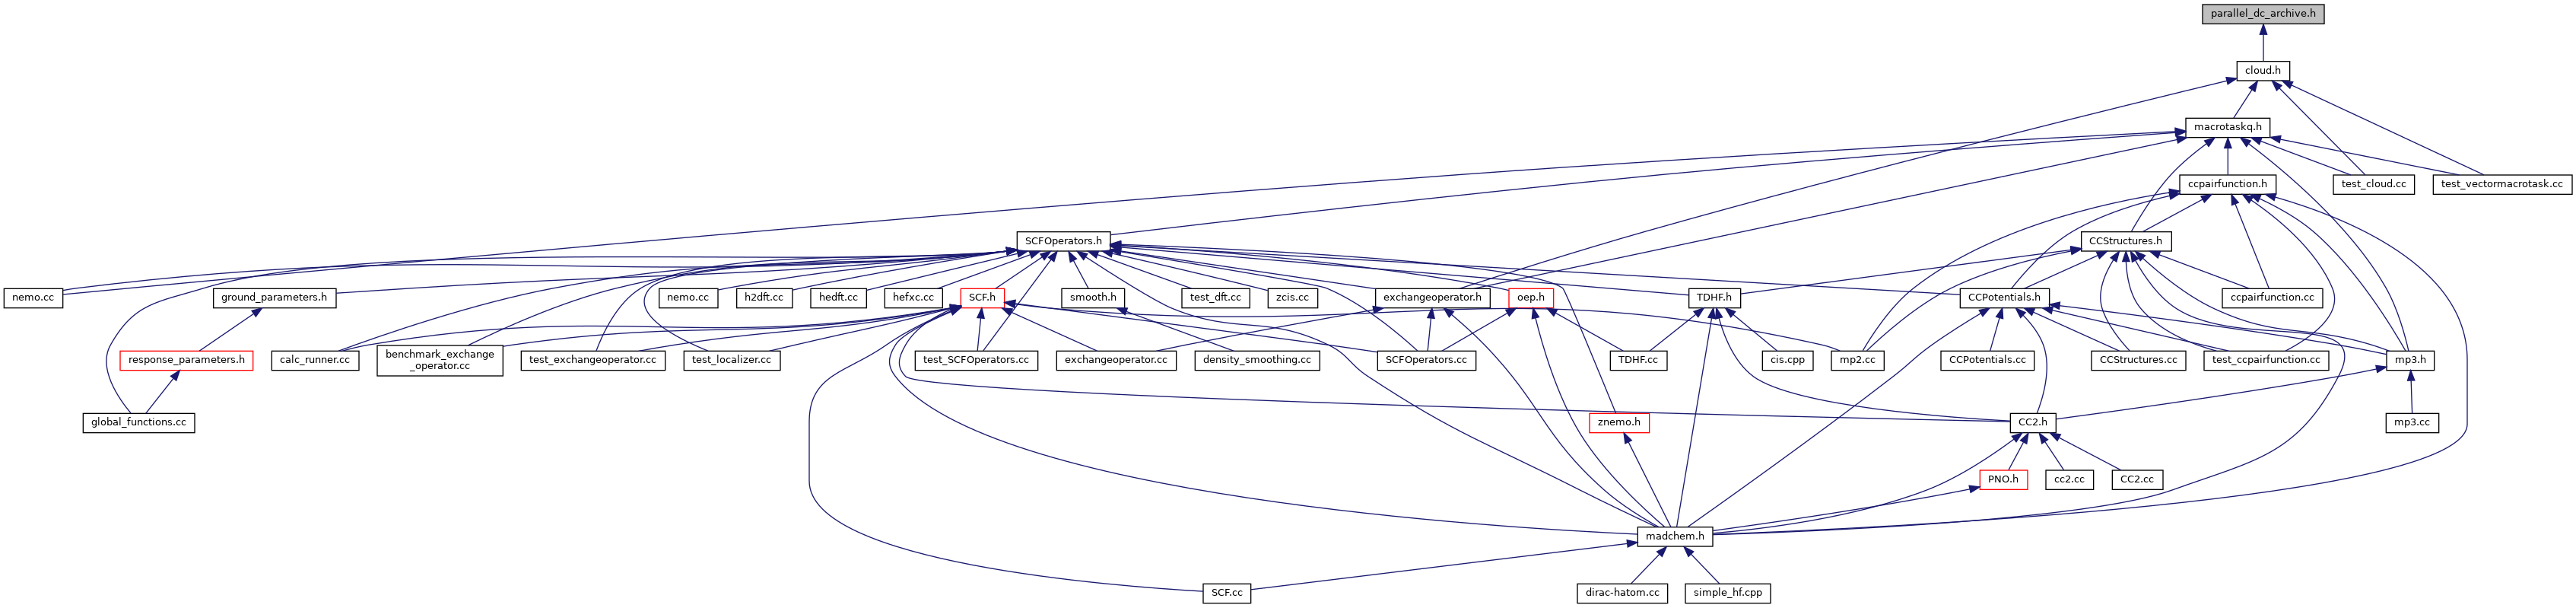 parallel_dc_archive.h
cloud.h
macrotaskq.h
ccpairfunction.h
test_cloud.cc
test_vectormacrotask.cc
SCFOperators.h
CCStructures.h
nemo.cc
ground_parameters.h
nemo.cc
h2dft.cc
hedft.cc
hefxc.cc
SCF.h
smooth.h
test_dft.cc
zcis.cc
exchangeoperator.h
oep.h
TDHF.h
CCPotentials.h
ccpairfunction.cc
response_parameters.h
calc_runner.cc
benchmark_exchange
_operator.cc
test_exchangeoperator.cc
test_localizer.cc
test_SCFOperators.cc
exchangeoperator.cc
density_smoothing.cc
SCFOperators.cc
TDHF.cc
cis.cpp
mp2.cc
CCPotentials.cc
CCStructures.cc
test_ccpairfunction.cc
mp3.h
global_functions.cc
znemo.h
CC2.h
mp3.cc
PNO.h
cc2.cc
CC2.cc
madchem.h
SCF.cc
dirac-hatom.cc
simple_hf.cpp